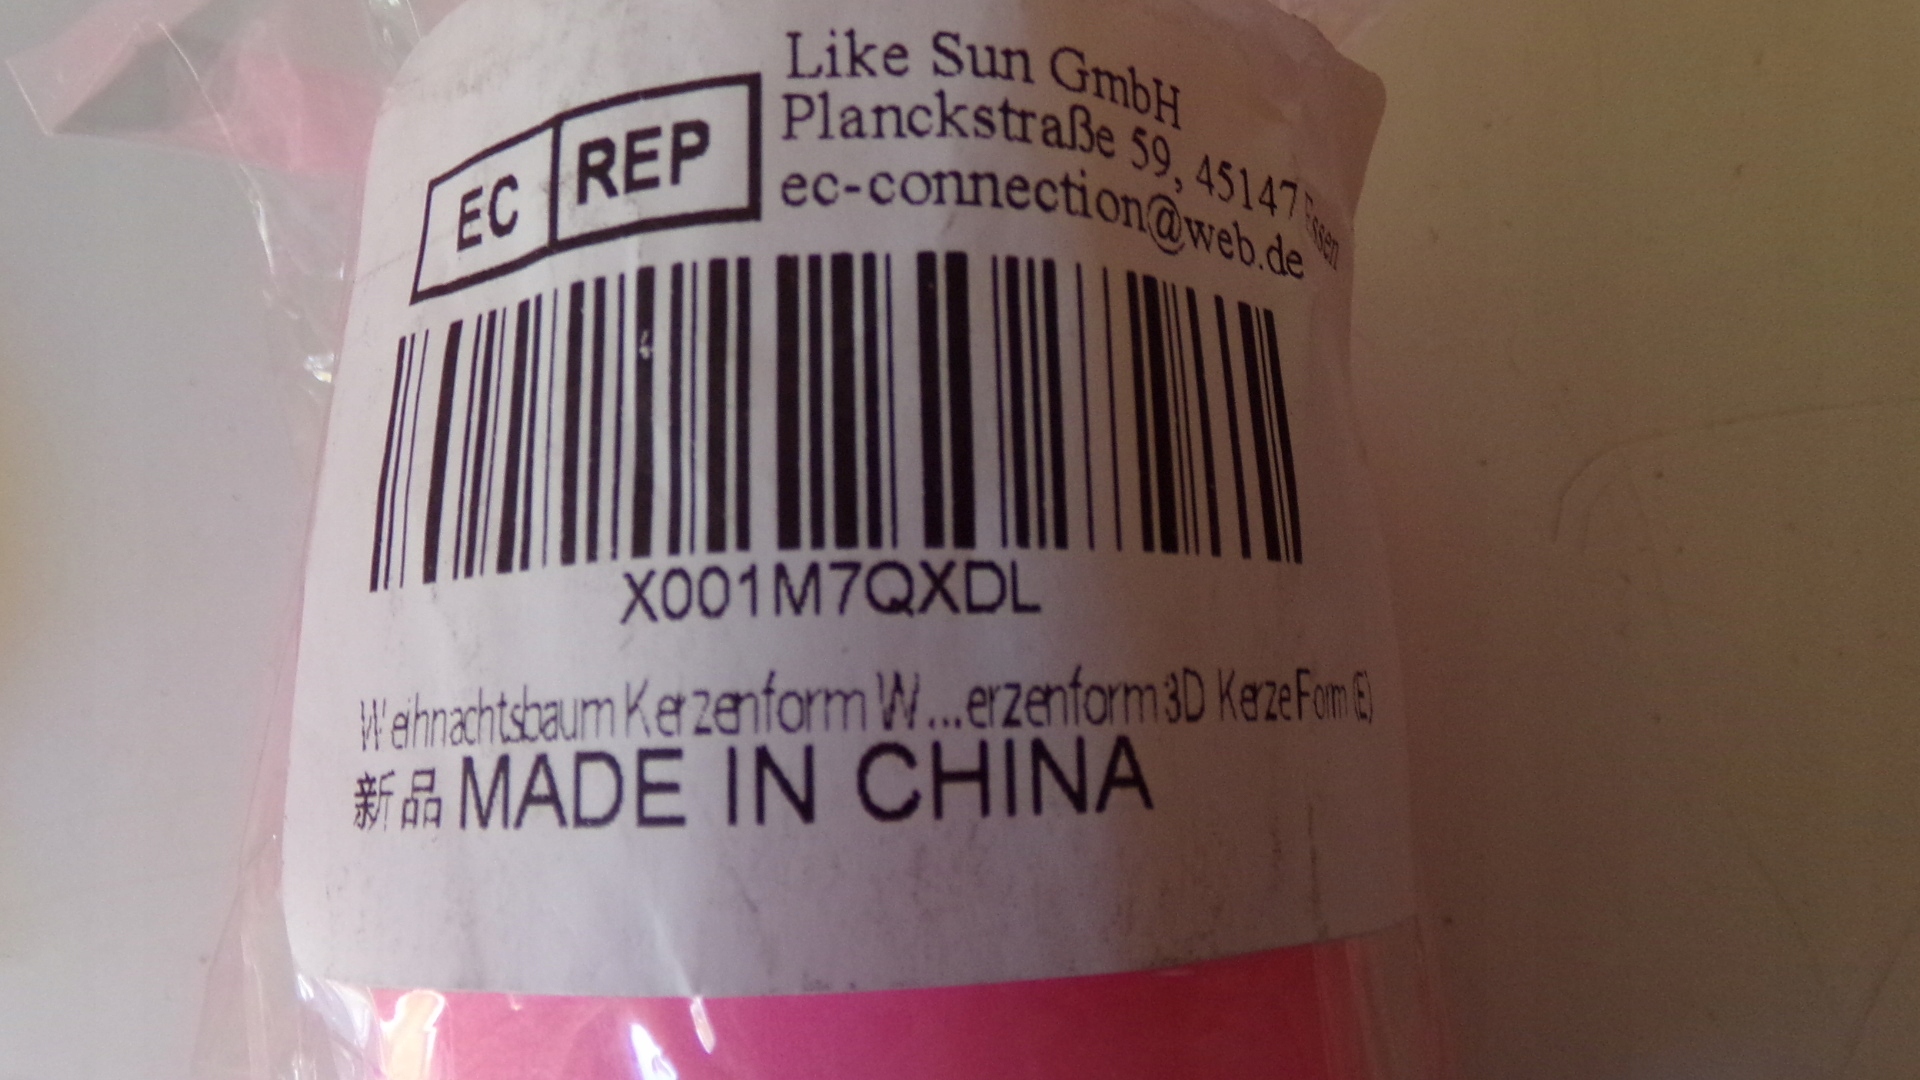 EC REP
Like Sun GmbH
Planckstraße 59, 45147 Essen
ec-connection@web.de
X001M7QXDL
Weihnachtsbaum Kerzenform W...erzenform 3D Kerze Form (E)
新品 MADE IN CHINA